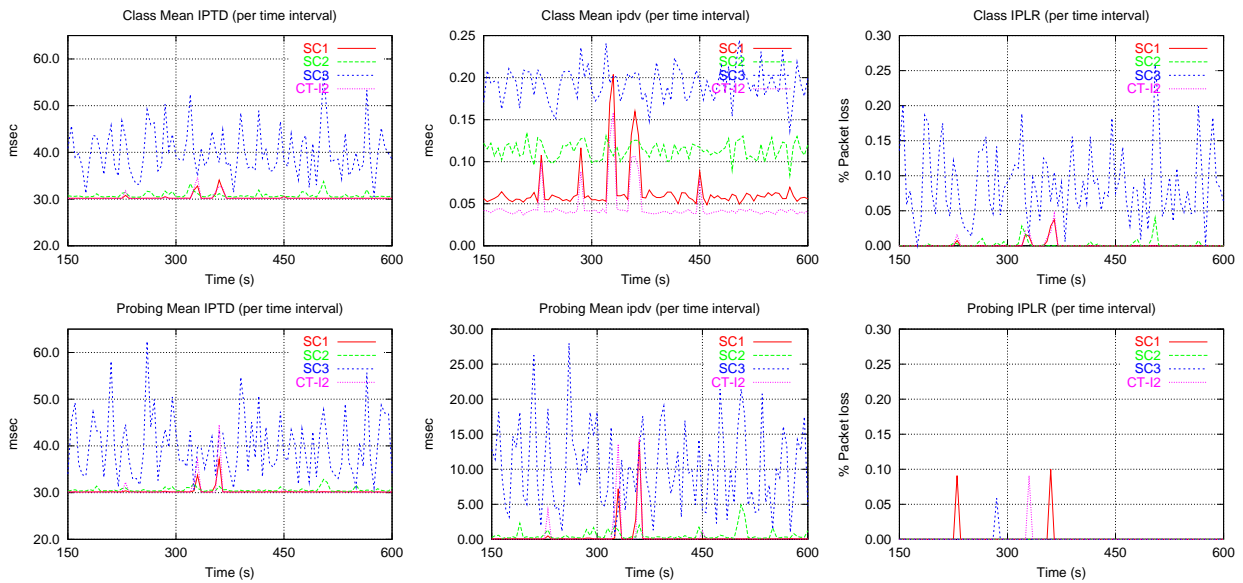 Class Mean IPTD (per time interval)
msec
65.0
60.0
50.0
40.0
30.0
20.0
150
300
450
600
Time (s)
SC1
SC2
SC3
CT-I2
Class Mean ipdv (per time interval)
msec
0.25
0.20
0.15
0.10
0.05
0.00
150
300
450
600
Time (s)
SC1
SC2
SC3
CT-I2
Class IPLR (per time interval)
% Packet loss
0.30
0.25
0.20
0.15
0.10
0.05
0.00
150
300
450
600
Time (s)
SC1
SC2
SC3
CT-I2
Probing Mean IPTD (per time interval)
msec
60.0
50.0
40.0
30.0
20.0
150
300
450
600
Time (s)
SC1
SC2
SC3
CT-I2
Probing Mean ipdv (per time interval)
msec
30.00
25.00
20.00
15.00
10.00
5.00
0.00
150
300
450
600
Time (s)
SC1
SC2
SC3
CT-I2
Probing IPLR (per time interval)
% Packet loss
0.30
0.25
0.20
0.15
0.10
0.05
0.00
150
300
450
600
Time (s)
SC1
SC2
SC3
CT-I2